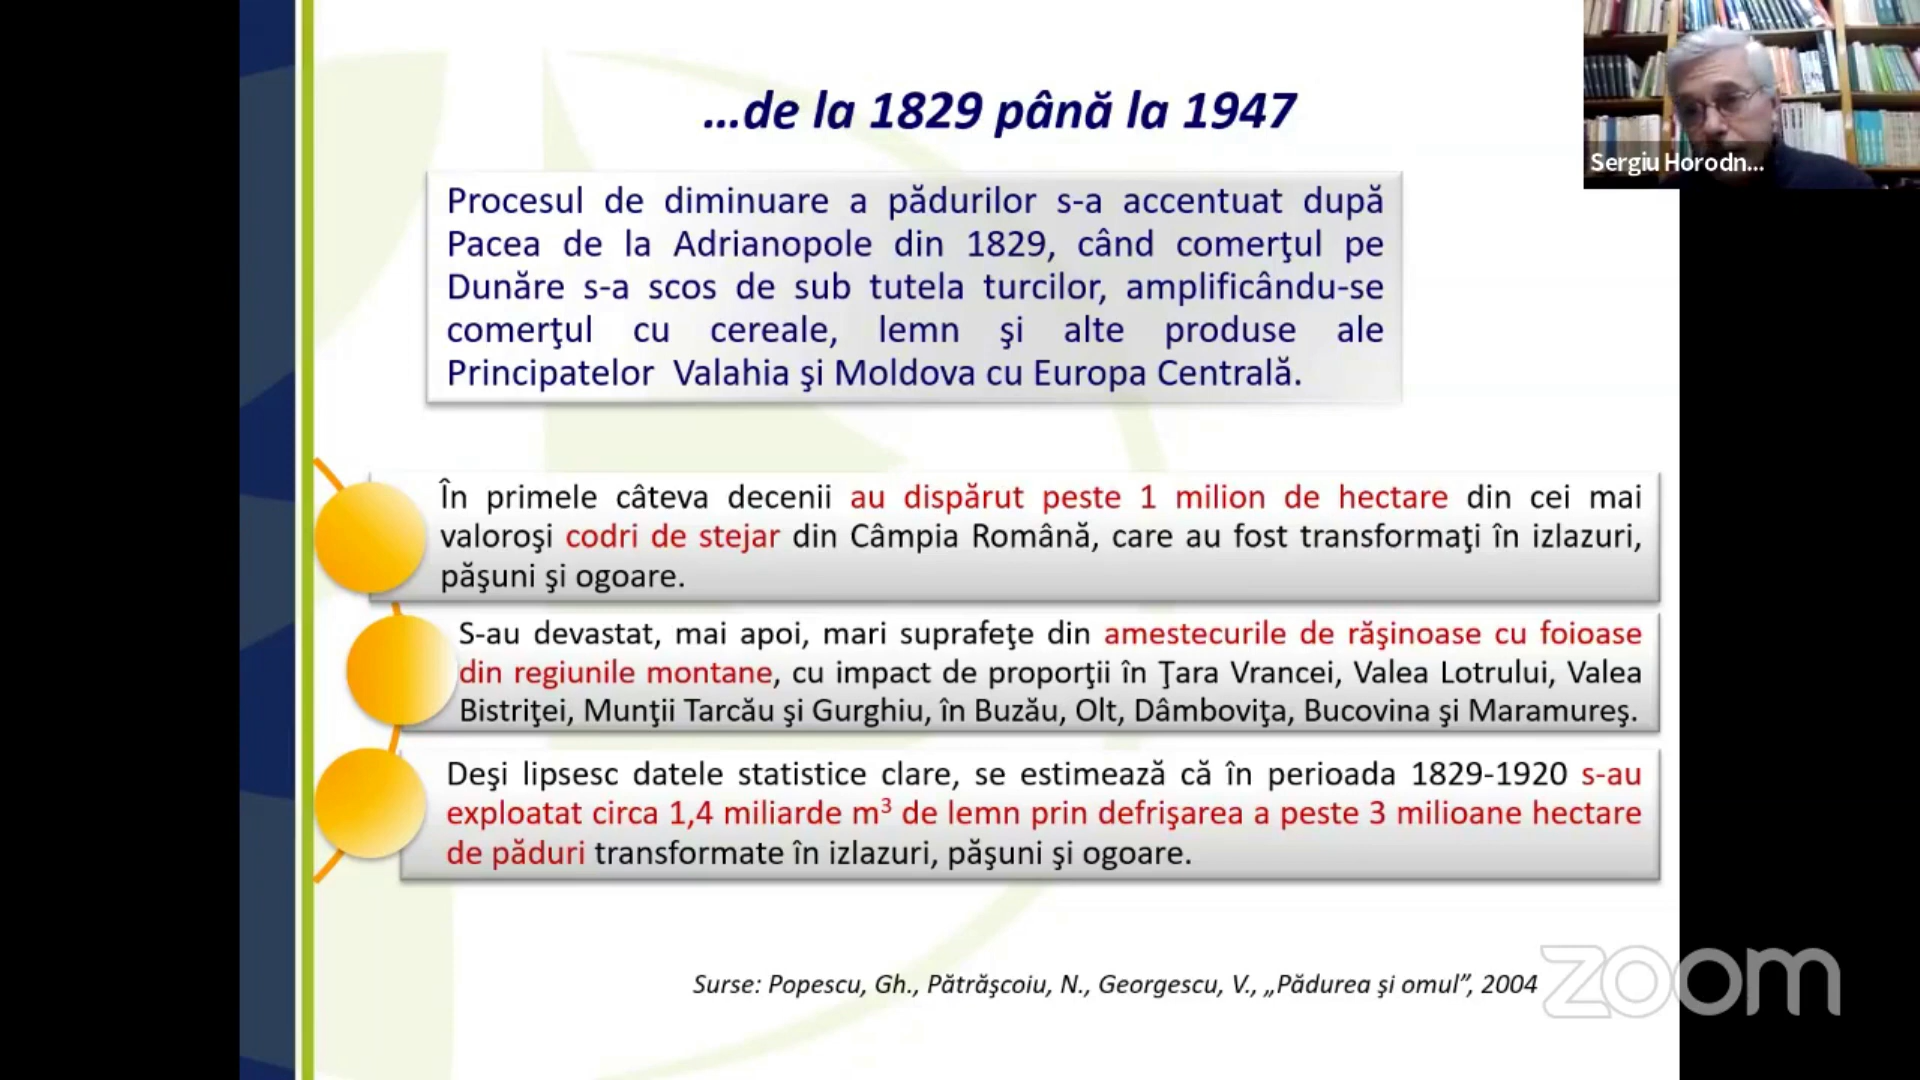 ...de la 1829 până la 1947
Sergiu Horodn...
Procesul de diminuare a pădurilor s-a accentuat după
Pacea de la Adrianopole din 1829, când comerţul pe
Dunăre s-a scos de sub tutela turcilor, amplificându-se
comerţul cu cereale, lemn şi alte produse ale
Principatelor Valahia şi Moldova cu Europa Centrală.
În primele câteva decenii au dispărut peste 1 milion de hectare din cei mai
valoroşi codri de stejar din Câmpia Română, care au fost transformaţi în izlazuri,
păşuni şi ogoare.
S-au devastat, mai apoi, mari suprafeţe din amestecurile de răşinoase cu foioase
din regiunile montane, cu impact de proporţii în Ţara Vrancei, Valea Lotrului, Valea
Bistriţei, Munţii Tarcău şi Gurghiu, în Buzău, Olt, Dâmboviţa, Bucovina şi Maramureş.
Deşi lipsesc datele statistice clare, se estimează că în perioada 1829-1920 s-au
exploatat circa 1,4 miliarde m³ de lemn prin defrişarea a peste 3 milioane hectare
de păduri transformate în izlazuri, păşuni şi ogoare.
Surse: Popescu, Gh., Pătrăşcoiu, N., Georgescu, V., „Pădurea şi omul”, 2004
zoom